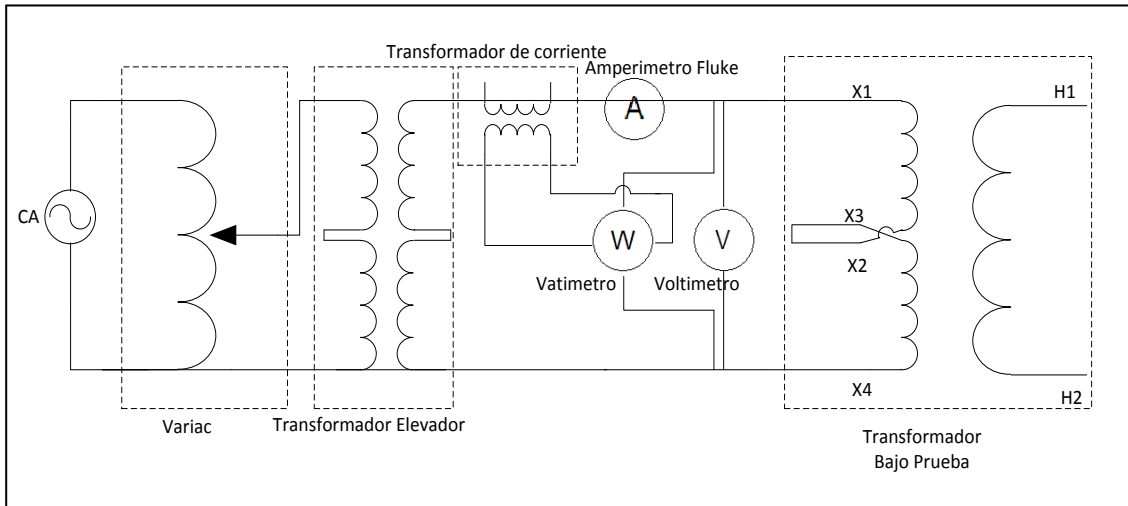 Transformador de corriente
Amperimetro Fluke
A
X1
H1
CA
X3
W
V
X2
Vatimetro
Voltimetro
X4
H2
Variac
Transformador Elevador
Transformador
Bajo Prueba